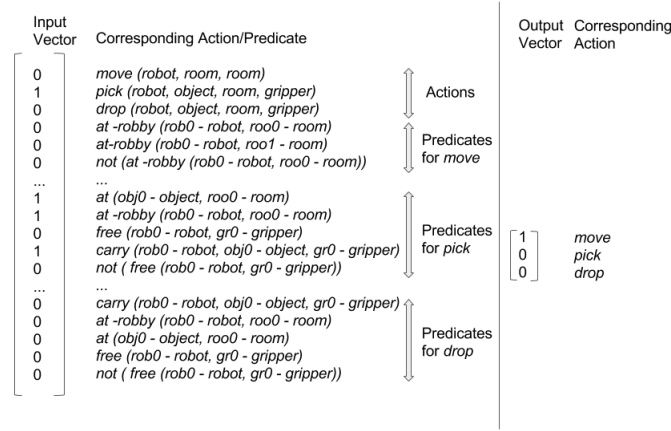 Input Vector Corresponding Action/Predicate
0 move (robot, room, room)
1 pick (robot, object, room, gripper)
0 drop (robot, object, room, gripper)
Actions
0 at -robby (rob0 - robot, roo0 - room)
0 at-robby (rob0 - robot, roo1 - room)
0 not (at -robby (rob0 - robot, roo0 - room))
Predicates
for move
... ...
1 at (obj0 - object, roo0 - room)
1 at -robby (rob0 - robot, roo0 - room)
0 free (rob0 - robot, gr0 - gripper)
1 carry (rob0 - robot, obj0 - object, gr0 - gripper)
0 not ( free (rob0 - robot, gr0 - gripper))
Predicates
for pick
... ...
0 carry (rob0 - robot, obj0 - object, gr0 - gripper)
0 at -robby (rob0 - robot, roo0 - room)
0 at (obj0 - object, roo0 - room)
0 free (rob0 - robot, gr0 - gripper)
0 not ( free (rob0 - robot, gr0 - gripper))
Predicates
for drop
Output Corresponding
Vector Action
1 move
0 pick
0 drop